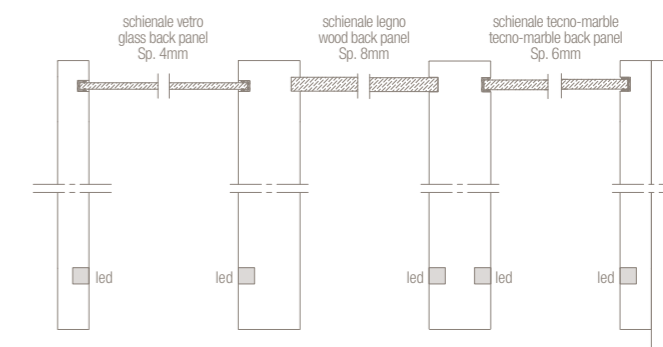 schienale vetro
glass back panel
Sp. 4mm
schienale legno
wood back panel
Sp. 8mm
schienale tecno-marble
tecno-marble back panel
Sp. 6mm
led
led
led
led
led